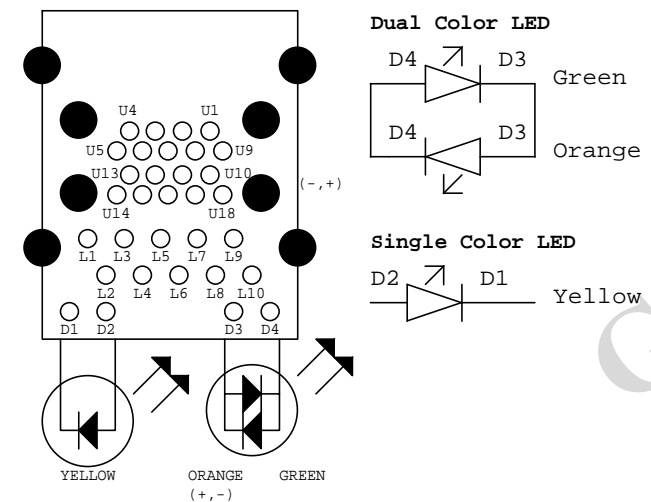 Dual Color LED
D4 D3
Green
D4 D3
Orange
Single Color LED
D2 D1
Yellow
U4 U1
U5 U9
U13 U10
(-,+)
U14 U18
L1 L3 L5 L7 L9
L2 L4 L6 L8 L10
D1 D2 D3 D4
YELLOW ORANGE GREEN
(+,-)